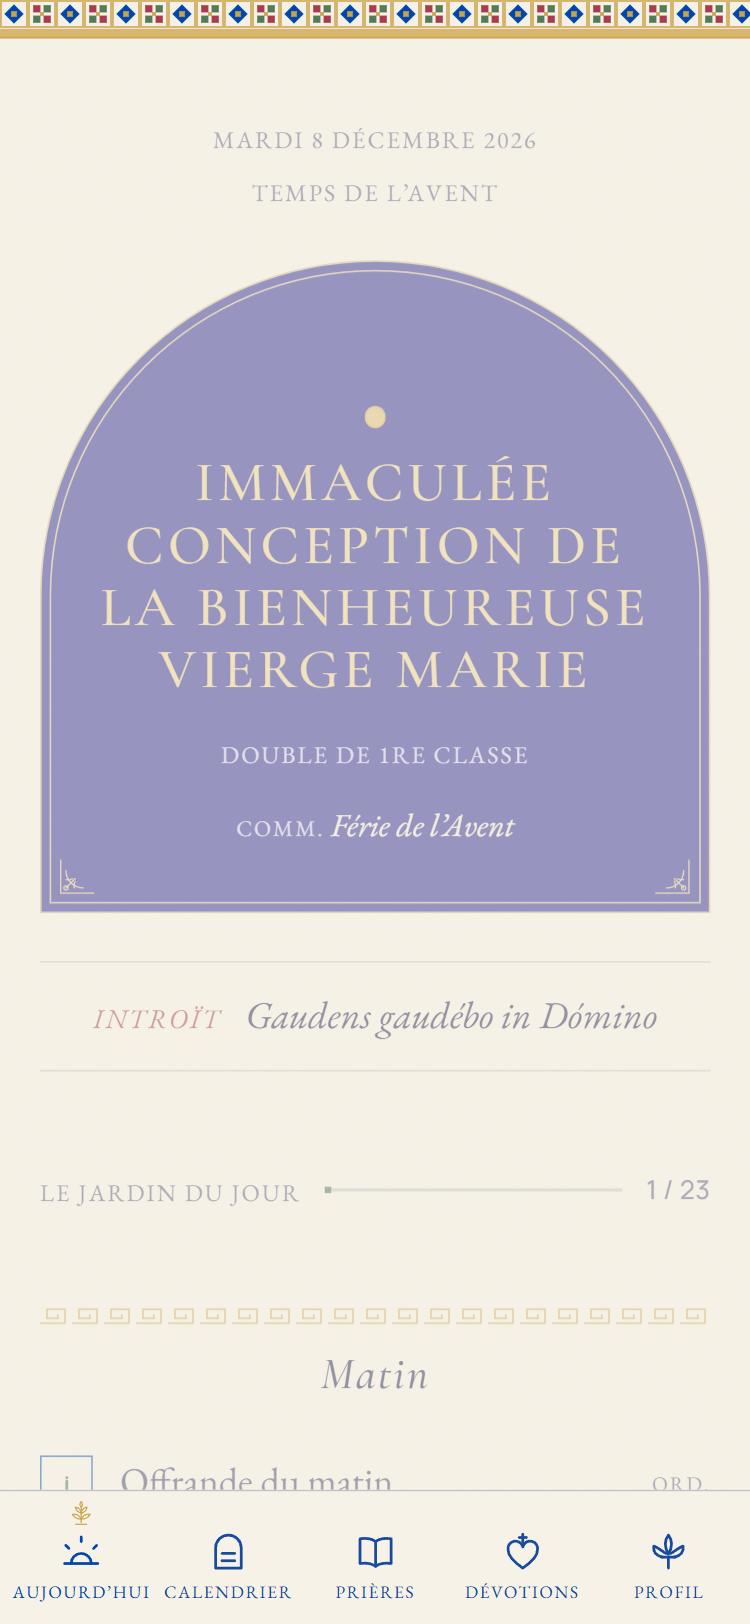 MARDI 8 DÉCEMBRE 2026
TEMPS DE L’AVENT
IMMACULÉE
CONCEPTION DE
LA BIENHEUREUSE
VIERGE MARIE
DOUBLE DE 1RE CLASSE
COMM. Férie de l’Avent
INTROÏT Gaudens gaudébo in Dómino
LE JARDIN DU JOUR 1 / 23
Matin
i Offrande du matin ORD.
AUJOURD’HUI CALENDRIER PRIÈRES DÉVOTIONS PROFIL